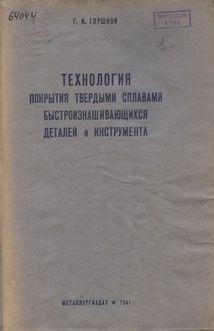 64044
Г. И. ГЛУШКОВ
ТЕХНОЛОГИЯ
ПОКРЫТИЯ ТВЕРДЫМИ СПЛАВАМИ
БЫСТРОИЗНАШИВАЮЩИХСЯ
ДЕТАЛЕЙ И ИНСТРУМЕНТА
МЕТАЛЛУРГИЗДАТ ★ 1941